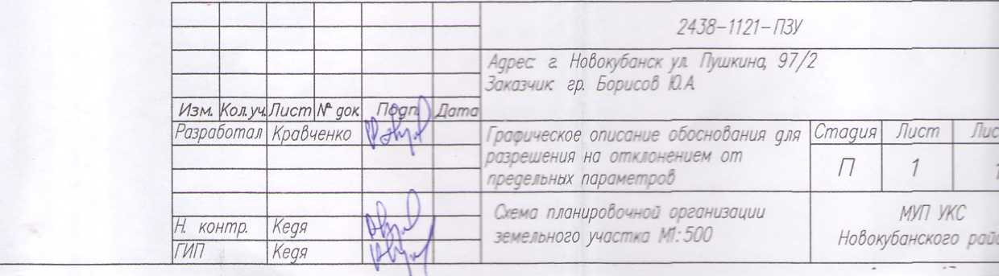 2438-1121-ПЗУ
Адрес: г. Новокубанск ул. Пушкина, 97/2
Заказчик: гр. Борисов Ю.А.
Изм. Кол.уч. Лист № док. Подп. Дата
Разработал Кравченко
Графическое описание обоснования для
разрешения на отклонением от
предельных параметров
Стадия Лист
П 1
Схема планировочной организации
земельного участка М1:500
Н. контр. Кедя
ГИП Кедя
МУП УКС
Новокубанского